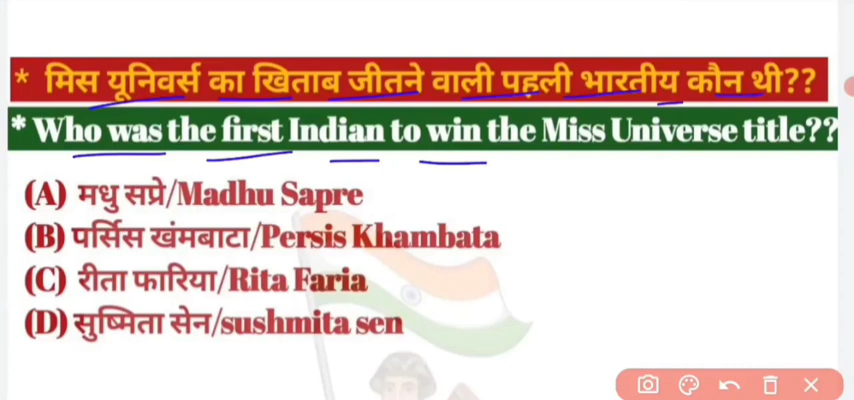 * मिस यूनिवर्स का खिताब जीतने वाली पहली भारतीय कौन थी??
* Who was the first Indian to win the Miss Universe title??
(A) मधु सप्रे/Madhu Sapre
(B) पर्सिस खंमबाटा/Persis Khambata
(C) रीता फारिया/Rita Faria
(D) सुष्मिता सेन/sushmita sen